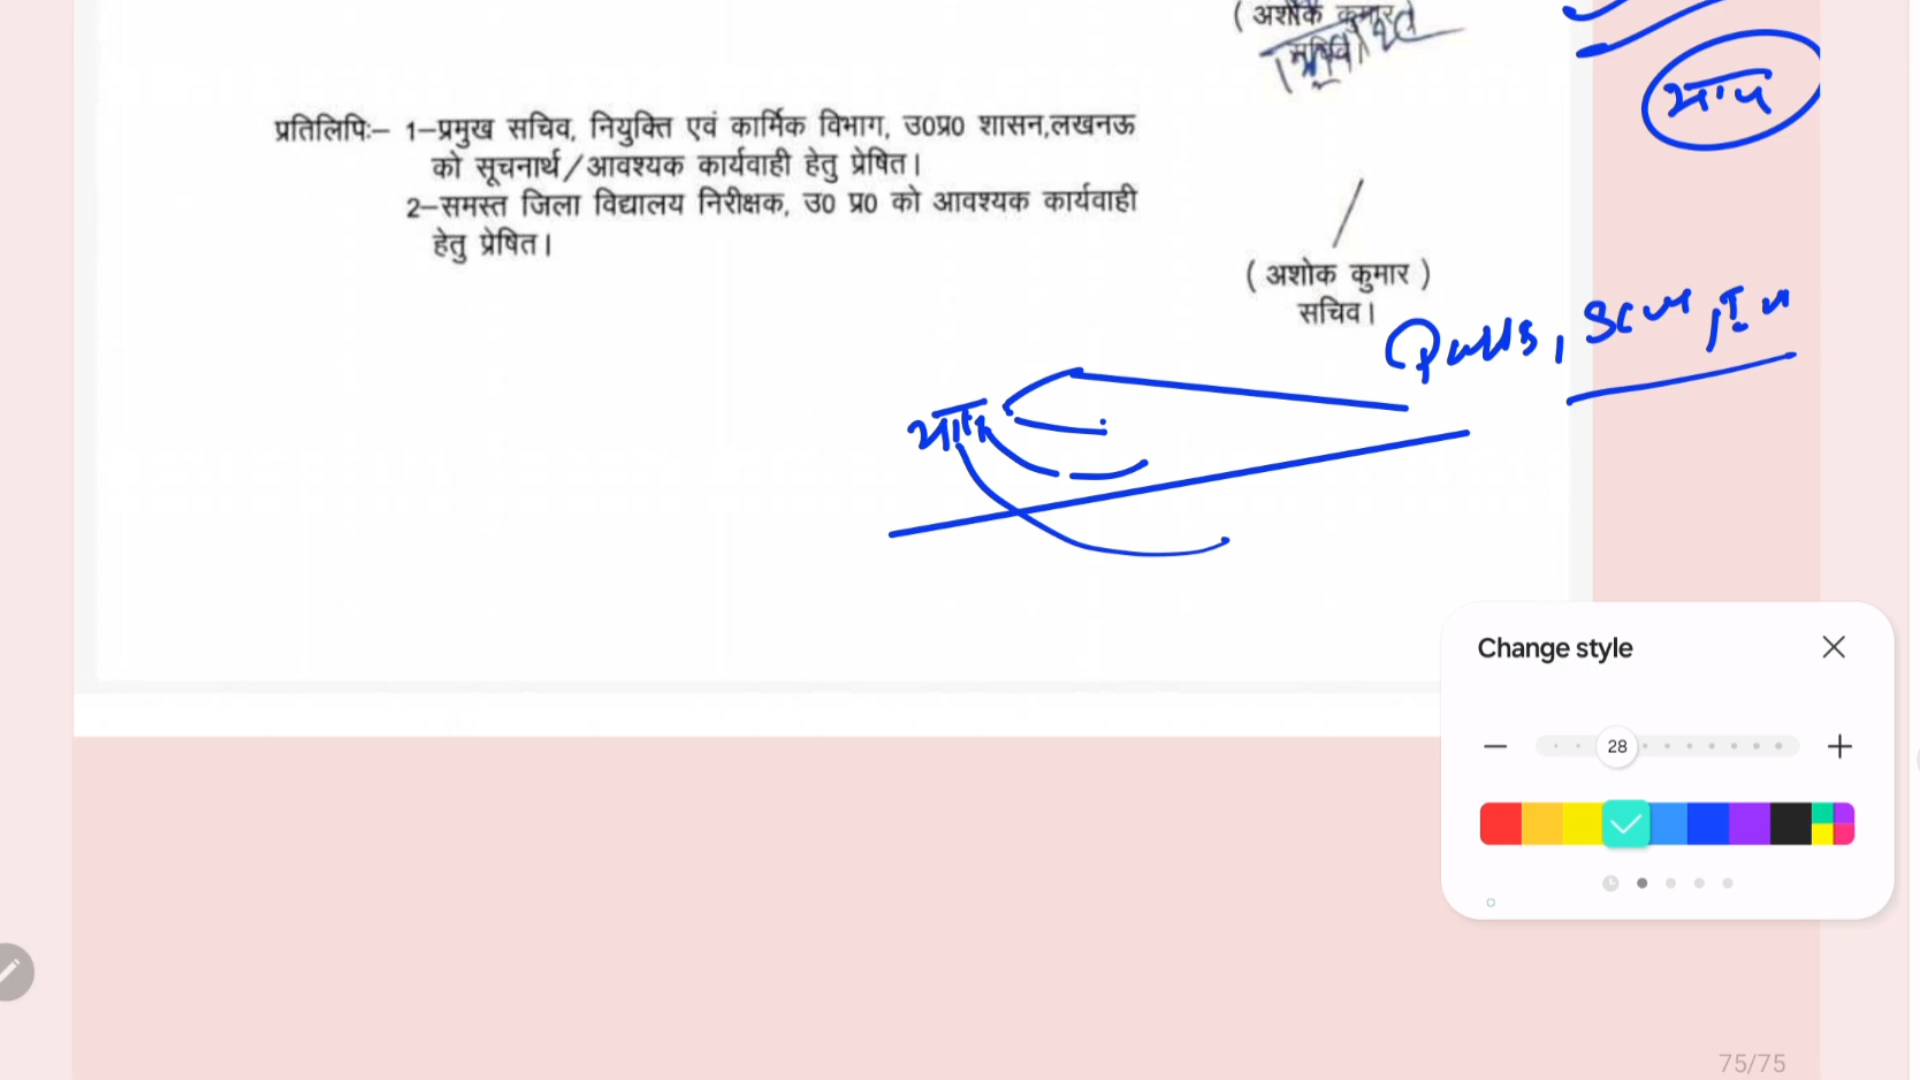 ( अशोक कुमार )
सचिव।
प्रतिलिपिः– 1–प्रमुख सचिव, नियुक्ति एवं कार्मिक विभाग, उ0प्र0 शासन,लखनऊ
को सूचनार्थ/आवश्यक कार्यवाही हेतु प्रेषित।
2–समस्त जिला विद्यालय निरीक्षक, उ0 प्र0 को आवश्यक कार्यवाही
हेतु प्रेषित।
( अशोक कुमार )
सचिव।
Change style
28
75/75